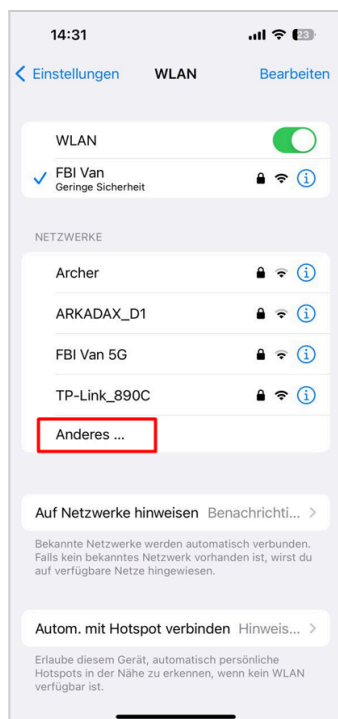 14:31
23
Einstellungen WLAN Bearbeiten
WLAN
FBI Van
Geringe Sicherheit
NETZWERKE
Archer
ARKADAX_D1
FBI Van 5G
TP-Link_890C
Anderes ...
Auf Netzwerke hinweisen Benachrichti...
Bekannte Netzwerke werden automatisch verbunden.
Falls kein bekanntes Netzwerk vorhanden ist, wirst du
auf verfügbare Netze hingewiesen.
Autom. mit Hotspot verbinden Hinweis...
Erlaube diesem Gerät, automatisch persönliche
Hotspots in der Nähe zu erkennen, wenn kein WLAN
verfügbar ist.